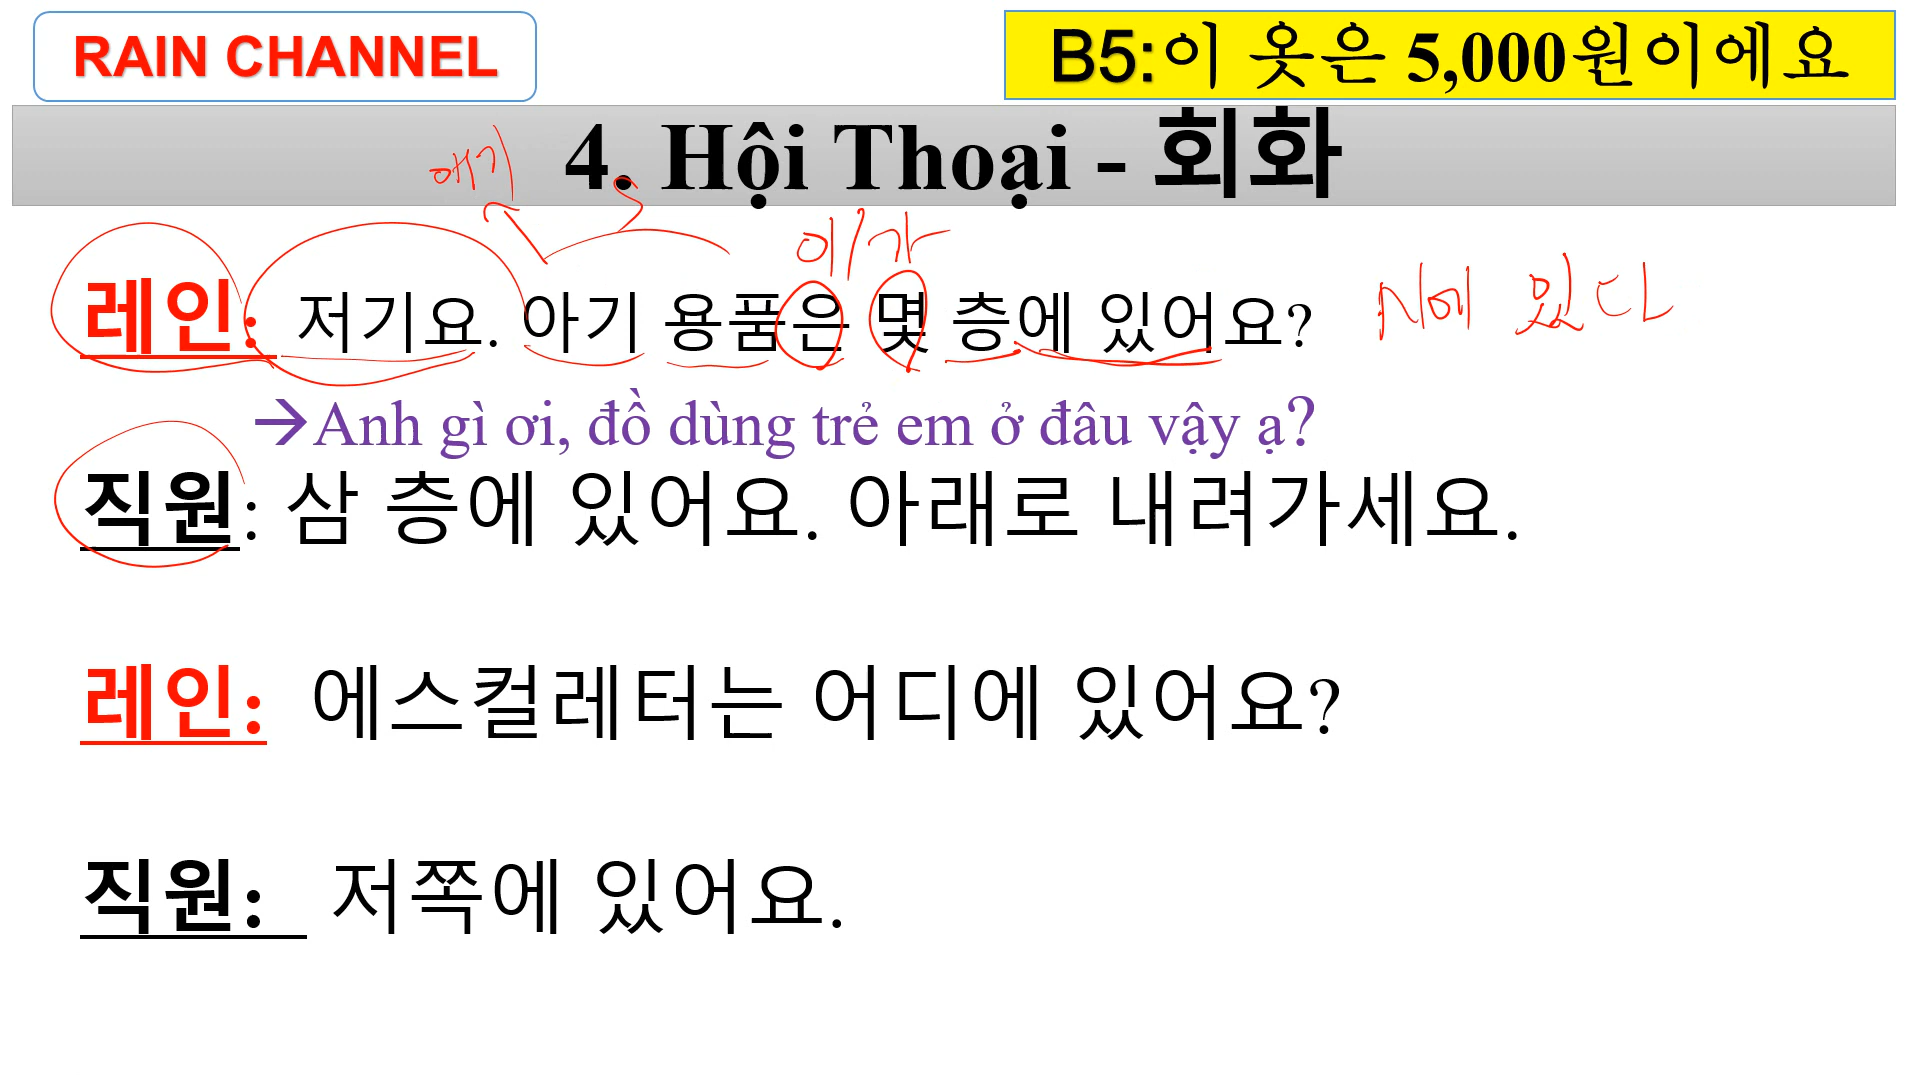 RAIN CHANNEL
B5:이 옷은 5,000원이에요
4. Hội Thoại - 회화
애기
이/가
레인: 저기요. 아기 용품은 몇 층에 있어요?
N에 있다
→Anh gì ơi, đồ dùng trẻ em ở đâu vậy ạ?
직원: 삼 층에 있어요. 아래로 내려가세요.
레인: 에스컬레터는 어디에 있어요?
직원: 저쪽에 있어요.